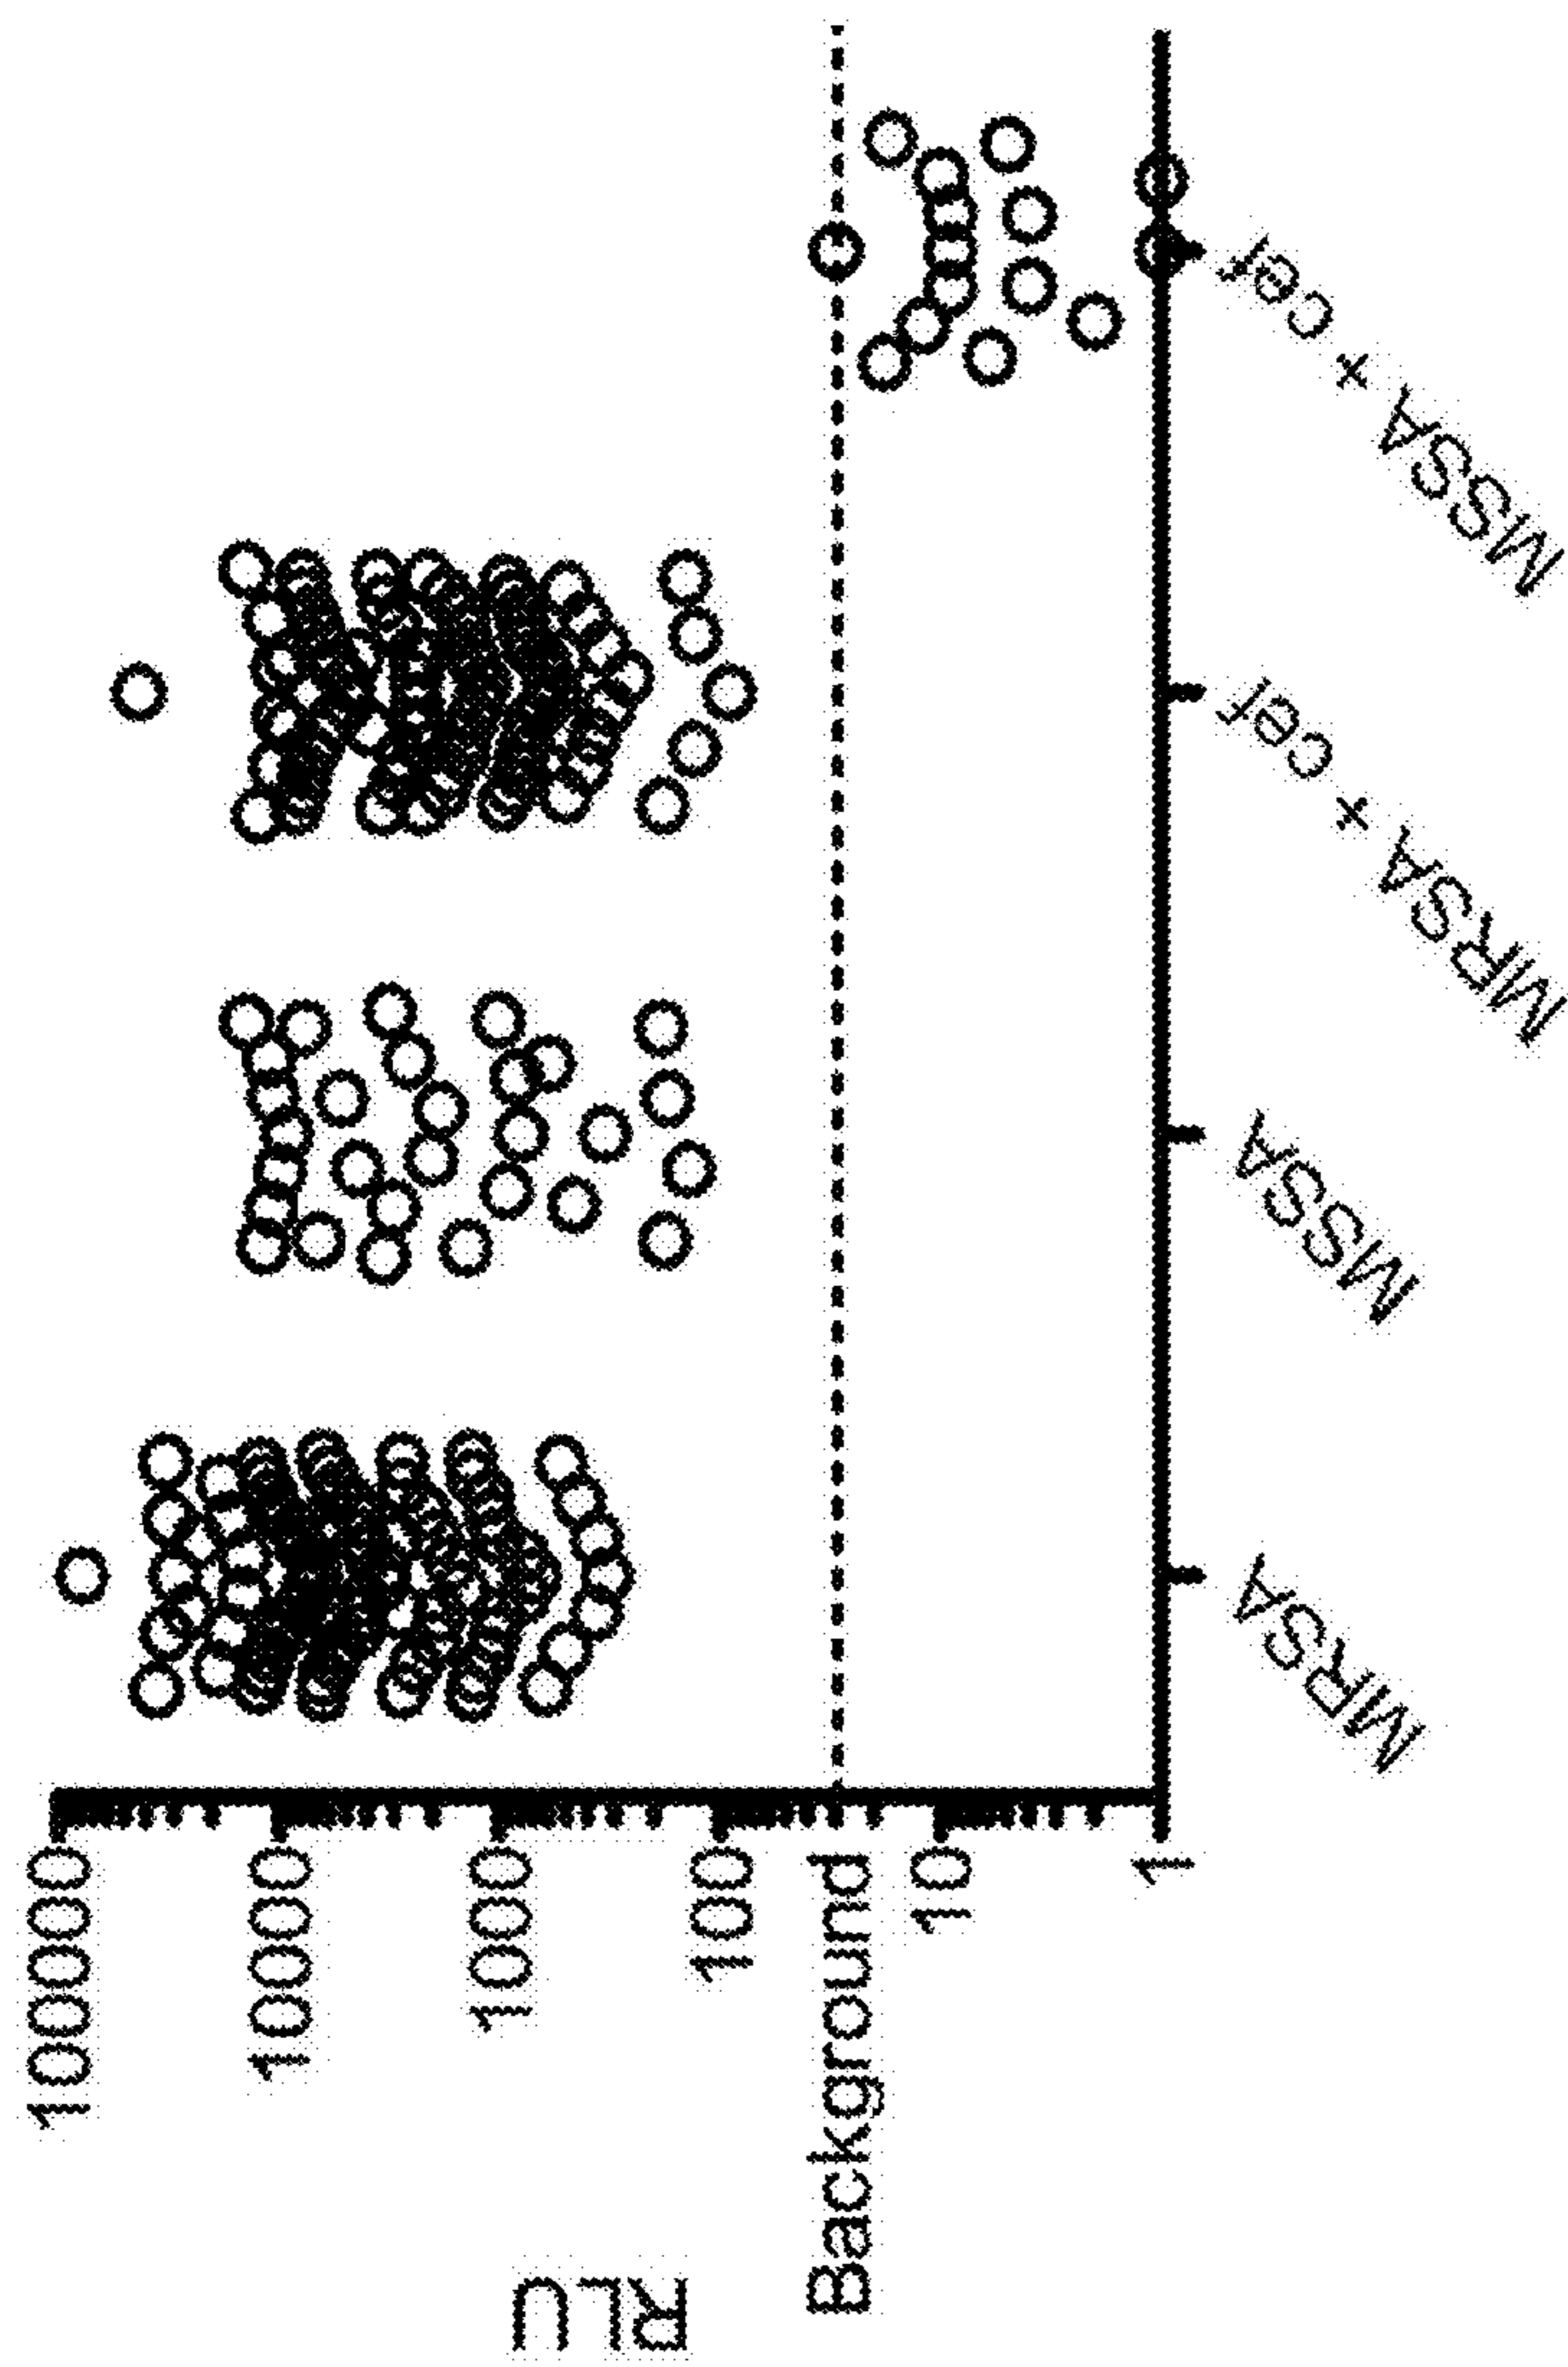 RLU
100000
10000
1000
100
Background
10
1
MRSA
MSSA
MRSA + cef
MSSA + cef